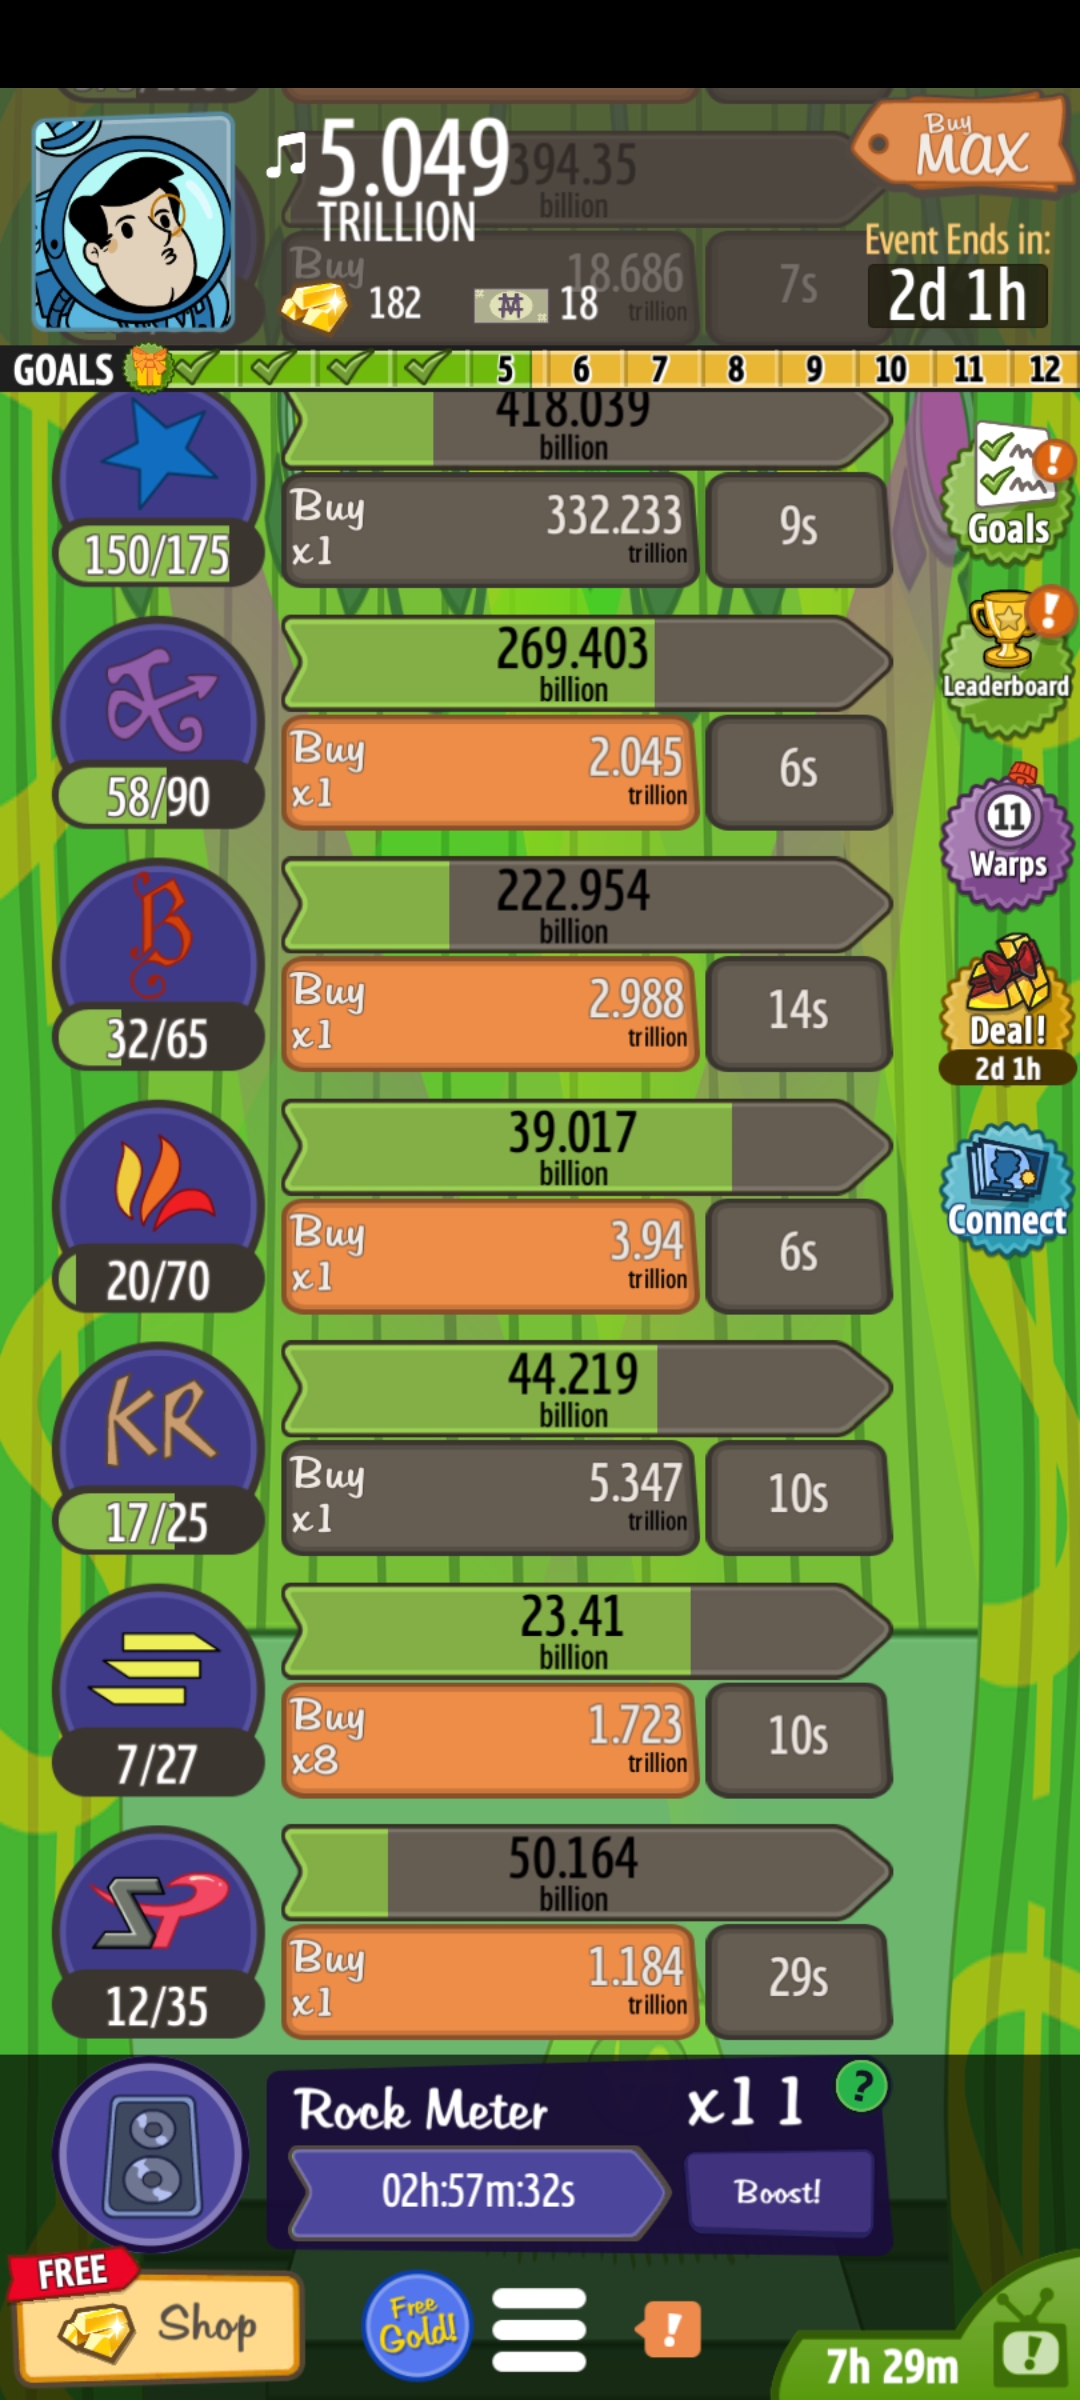 5.049
TRILLION
394.35
billion
Buy
18.686
trillion
7s
182
18
Buy
MAX
Event Ends in:
2d 1h
GOALS
5 6 7 8 9 10 11 12
418.039
billion
150/175
Buy
x1
332.233
trillion
9s
Goals
269.403
billion
58/90
Buy
x1
2.045
trillion
6s
Leaderboard
11
Warps
222.954
billion
B
32/65
Buy
x1
2.988
trillion
14s
Deal!
2d 1h
39.017
billion
20/70
Buy
x1
3.94
trillion
6s
Connect
44.219
billion
KR
17/25
Buy
x1
5.347
trillion
10s
23.41
billion
7/27
Buy
x8
1.723
trillion
10s
50.164
billion
SP
12/35
Buy
x1
1.184
trillion
29s
Rock Meter
x11
?
02h:57m:32s
Boost!
FREE
Shop
Free
Gold!
!
7h 29m
!